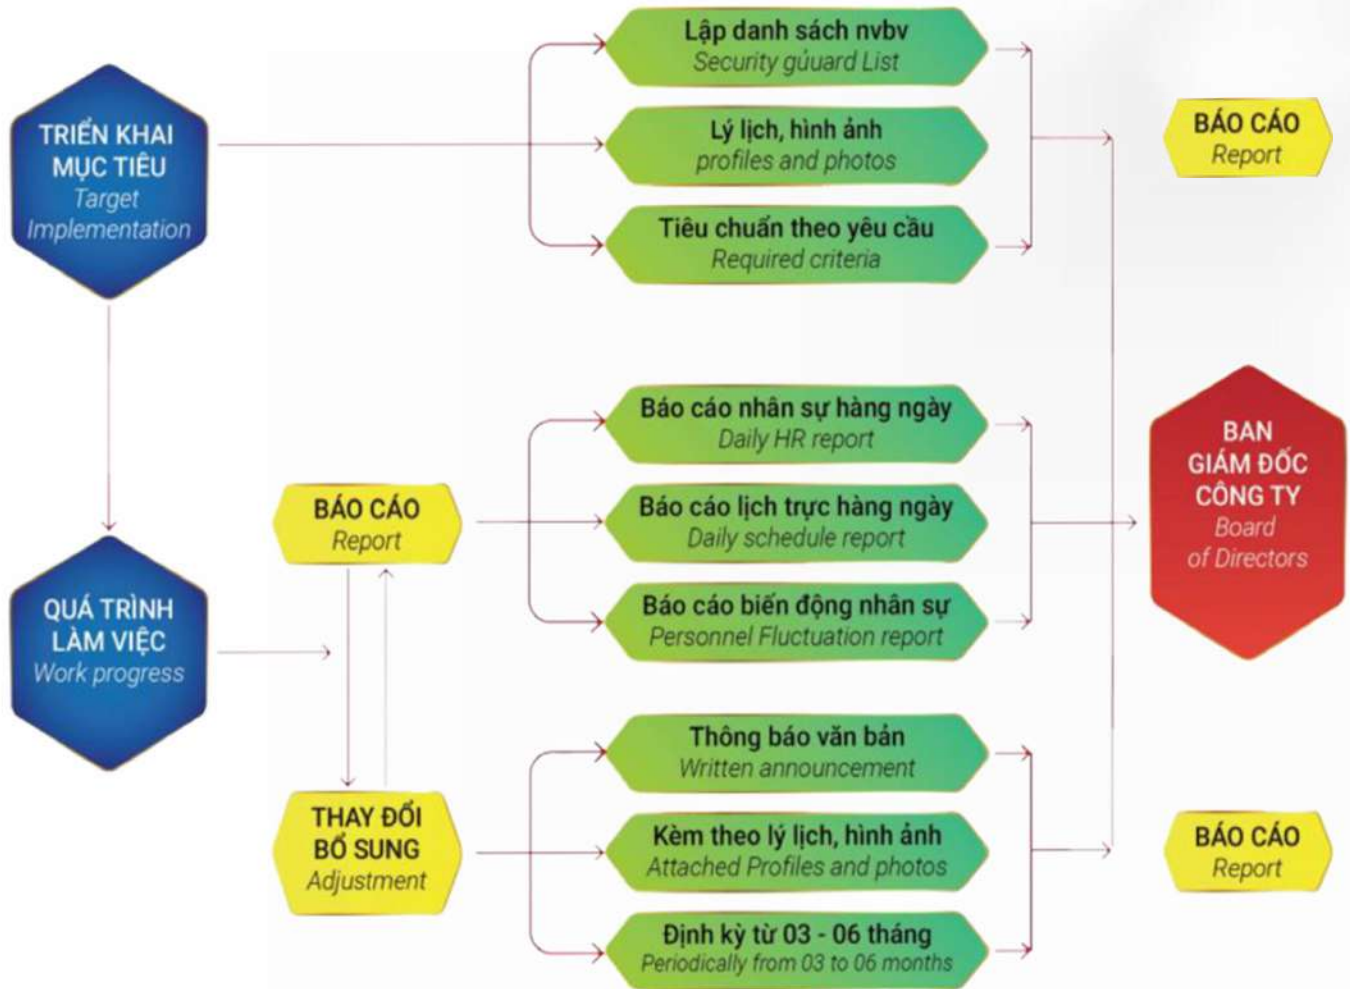 Lập danh sách nvbv
Security gúuard List
TRIỂN KHAI
MỤC TIÊU
Target
Implementation
Lý lịch, hình ảnh
profiles and photos
BÁO CÁO
Report
Tiêu chuẩn theo yêu cầu
Required criteria
Báo cáo nhân sự hàng ngày
Daily HR report
BÁO CÁO
Report
Báo cáo lịch trực hàng ngày
Daily schedule report
BAN
GIÁM ĐỐC
CÔNG TY
Board
of Directors
QUÁ TRÌNH
LÀM VIỆC
Work progress
Báo cáo biến động nhân sự
Personnel Fluctuation report
Thông báo văn bản
Written announcement
THAY ĐỔI
BỔ SUNG
Adjustment
Kèm theo lý lịch, hình ảnh
Attached Profiles and photos
BÁO CÁO
Report
Định kỳ từ 03 - 06 tháng
Periodically from 03 to 06 months